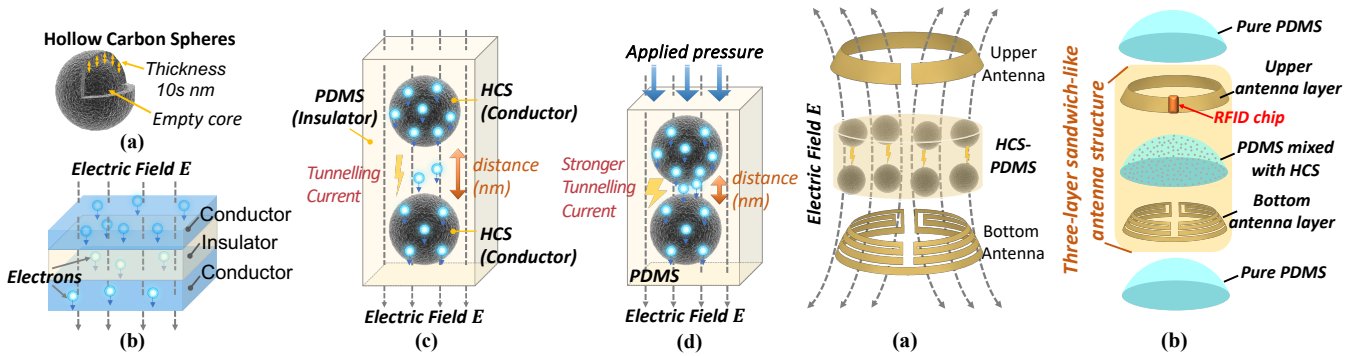 Hollow Carbon Spheres
Thickness
10s nm
Empty core
(a)
Electric Field E
Conductor
Insulator
Conductor
Electrons
(b)
PDMS
(Insulator)
HCS
(Conductor)
Tunnelling
Current
distance
(nm)
HCS
(Conductor)
Electric Field E
(c)
Applied pressure
Stronger
Tunnelling
Current
distance
(nm)
PDMS
Electric Field E
(d)
Upper
Antenna
Electric Field E
HCS-
PDMS
Bottom
Antenna
(a)
Three-layer sandwich-like
antenna structure
Pure PDMS
Upper
antenna layer
RFID chip
PDMS mixed
with HCS
Bottom
antenna layer
Pure PDMS
(b)